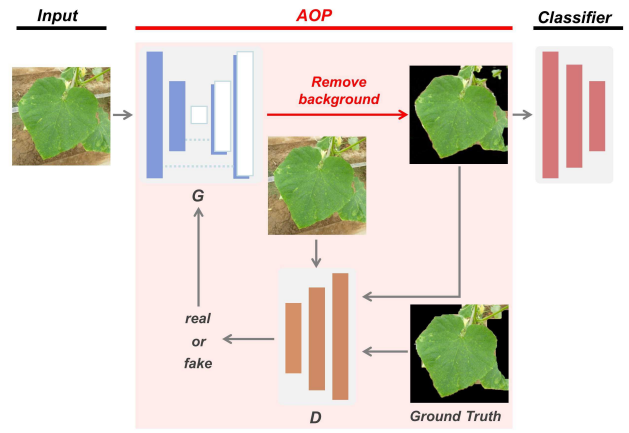 Input
AOP
Classifier
Remove
background
G
real
or
fake
D
Ground Truth